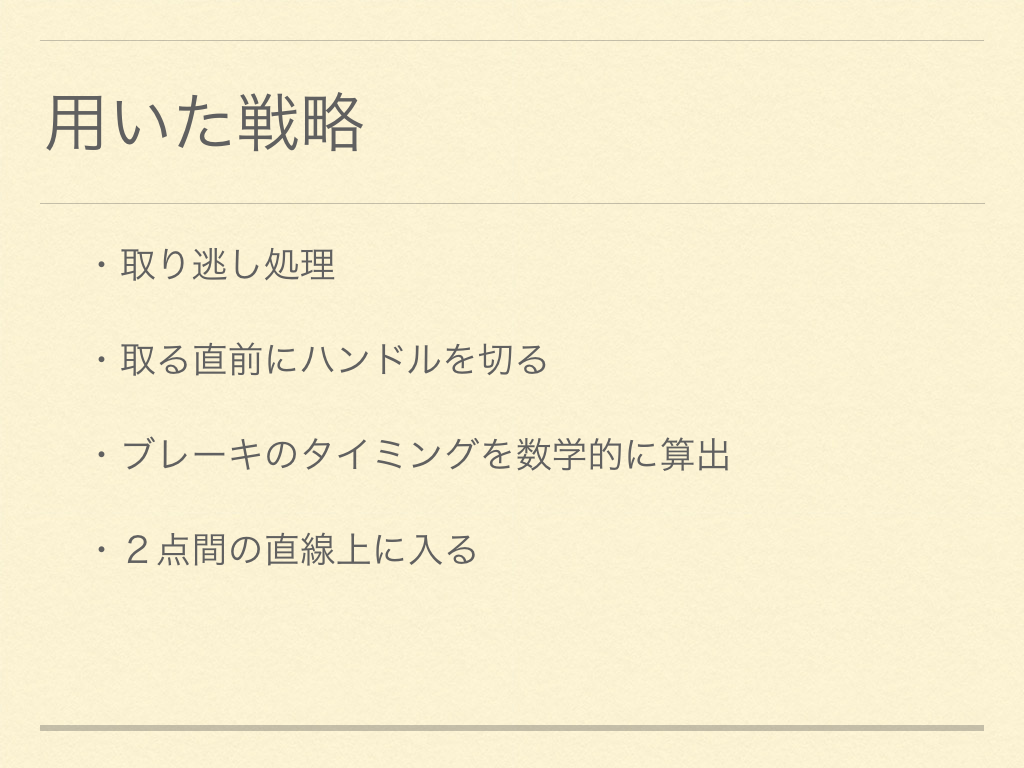 用いた戦略
・取り逃し処理
・取る直前にハンドルを切る
・ブレーキのタイミングを数学的に算出
・２点間の直線上に入る